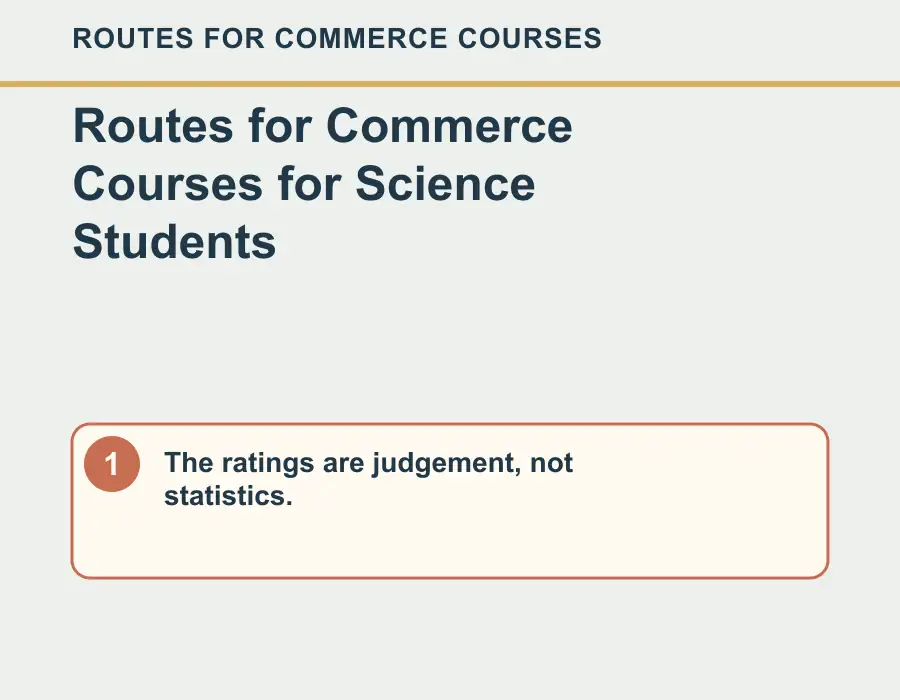 ROUTES FOR COMMERCE COURSES
Routes for Commerce
Courses for Science
Students
1
The ratings are judgement, not
statistics.